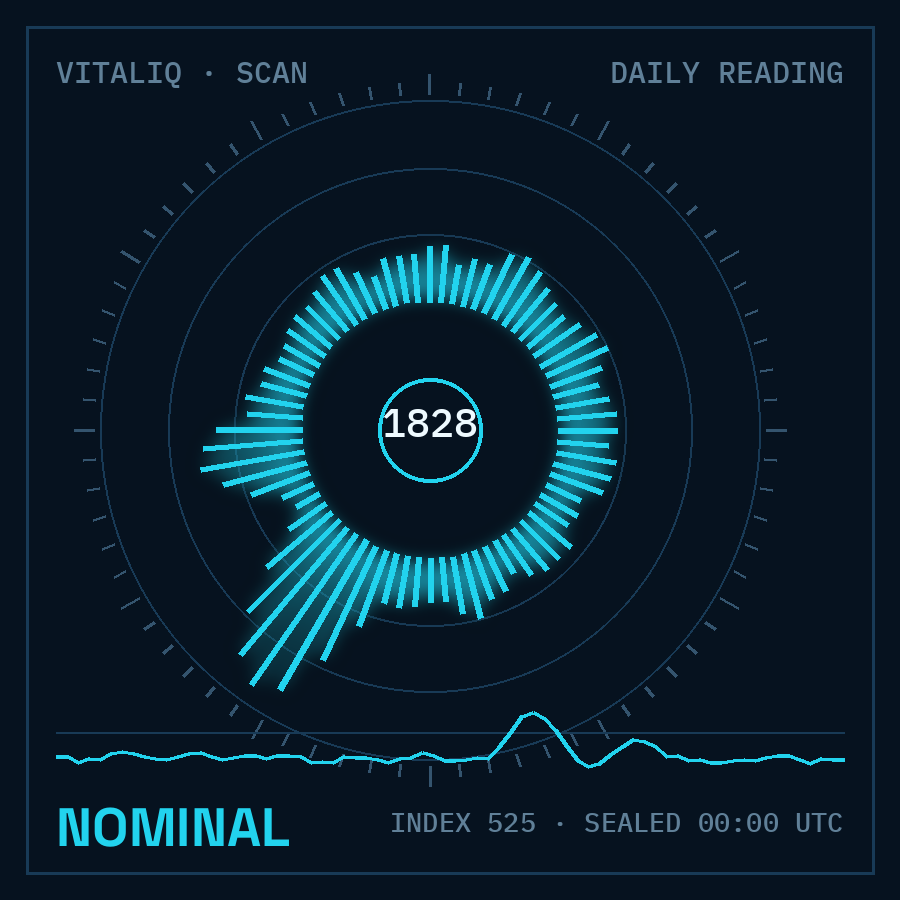 VITALIQ · SCAN
DAILY READING
1828
NOMINAL
INDEX 525 · SEALED 00:00 UTC